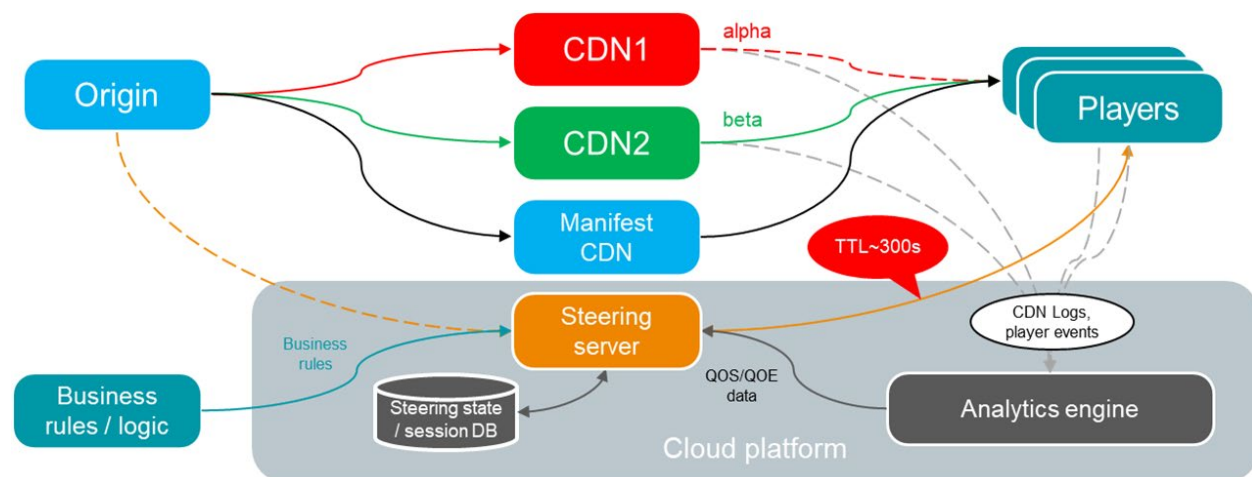 alpha
CDN1
Origin
Players
beta
CDN2
Manifest
CDN
TTL~300s
Steering
server
CDN Logs,
player events
Business
rules
Business
rules / logic
Steering state
/ session DB
QOS/QOE
data
Analytics engine
Cloud platform